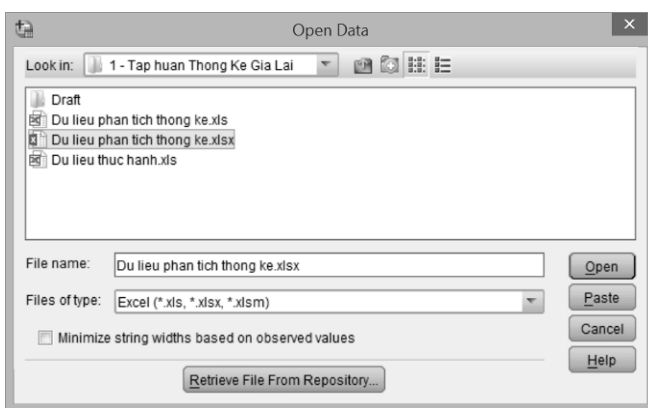 Open Data
Look in: 1 - Tap huan Thong Ke Gia Lai
Draft
Du lieu phan tich thong ke.xls
Du lieu phan tich thong ke.xlsx
Du lieu thuc hanh.xls
File name: Du lieu phan tich thong ke.xlsx
Open
Files of type: Excel (*.xls, *.xlsx, *.xlsm)
Paste
Minimize string widths based on observed values
Cancel
Help
Retrieve File From Repository...